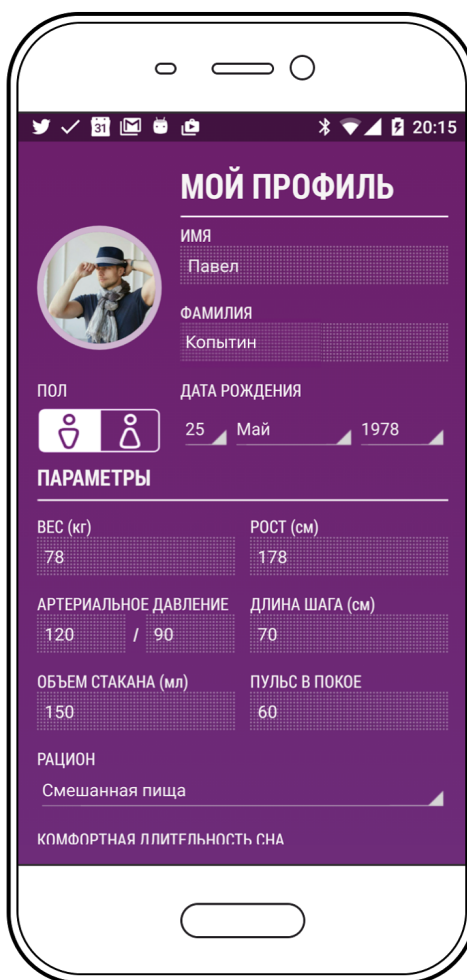 31 20:15
МОЙ ПРОФИЛЬ
ИМЯ
Павел
ФАМИЛИЯ
Копытин
ПОЛ ДАТА РОЖДЕНИЯ
25 Май 1978
ПАРАМЕТРЫ
ВЕС (кг) РОСТ (см)
78 178
АРТЕРИАЛЬНОЕ ДАВЛЕНИЕ ДЛИНА ШАГА (см)
120 / 90 70
ОБЪЕМ СТАКАНА (мл) ПУЛЬС В ПОКОЕ
150 60
РАЦИОН
Смешанная пища
КОМФОРТНАЯ ДЛИТЕЛЬНОСТЬ СНА